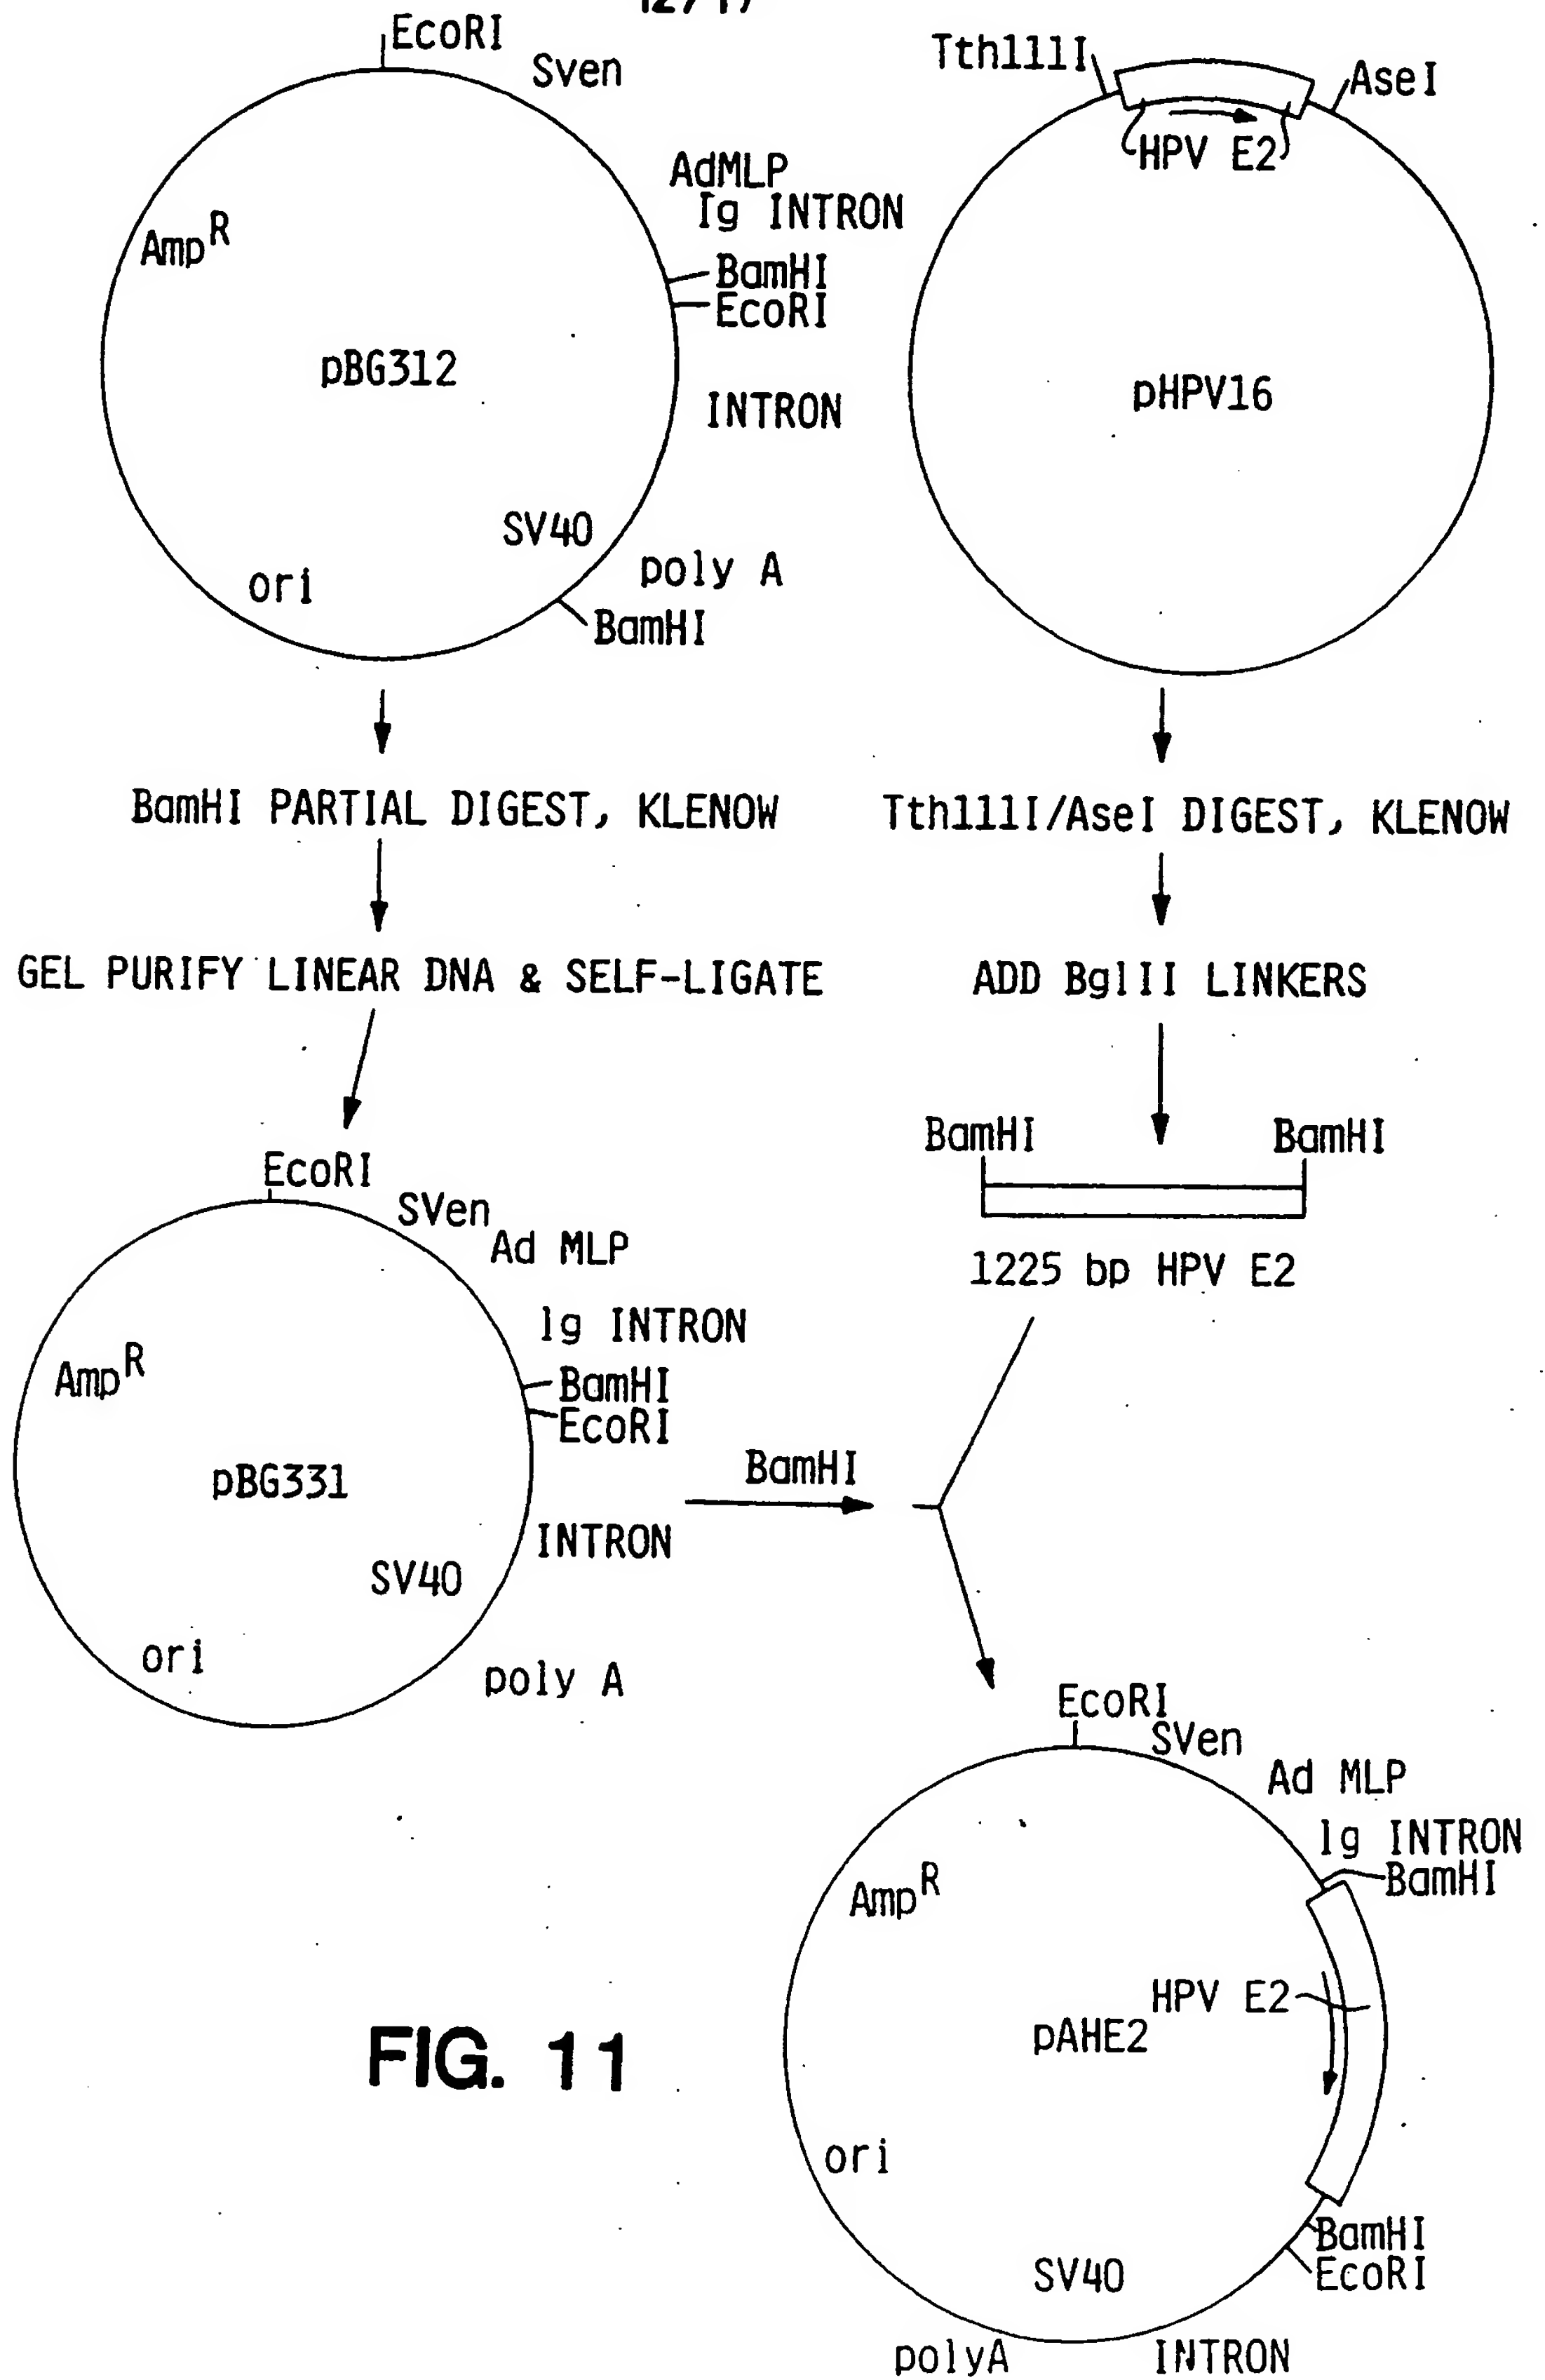 EcoRI
Sven
AdMLP
Ig INTRON
BamHI
EcoRI
Amp^R
pBG312
INTRON
SV40
poly A
ori
BamHI
Tth111I
AseI
HPV E2
pHPV16
BamHI PARTIAL DIGEST, KLENOW
Tth111I/AseI DIGEST, KLENOW
GEL PURIFY LINEAR DNA & SELF-LIGATE
ADD BglII LINKERS
BamHI
BamHI
1225 bp HPV E2
EcoRI
SVen
Ad MLP
Ig INTRON
BamHI
EcoRI
Amp^R
pBG331
INTRON
SV40
ori
poly A
BamHI
EcoRI
SVen
Ad MLP
Ig INTRON
BamHI
Amp^R
HPV E2
pAHE2
ori
BamHI
EcoRI
SV40
polyA
INTRON
FIG. 11